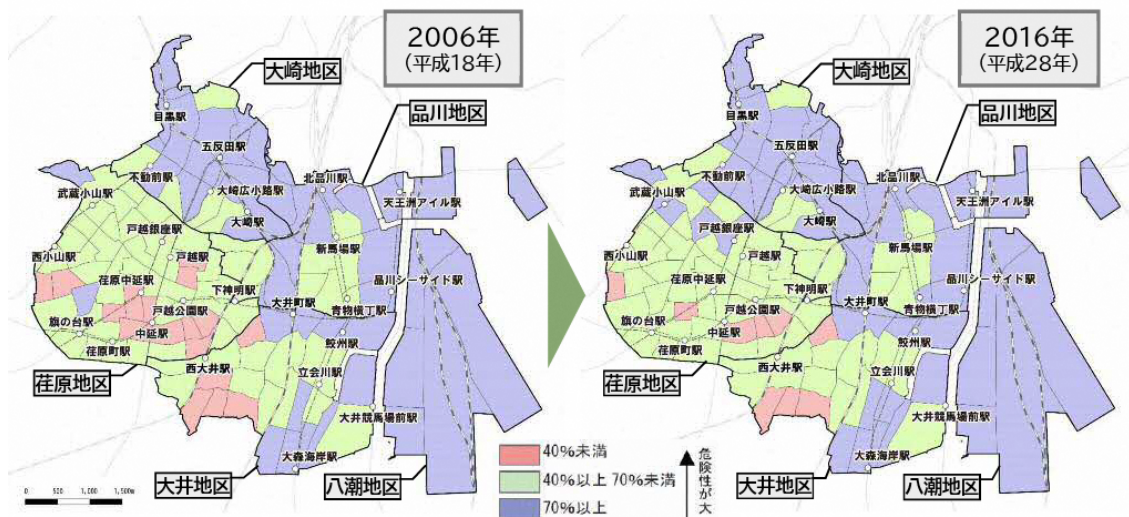 2006年
(平成18年)
大崎地区
品川地区
目黒駅
五反田駅
不動前駅
北品川駅
武蔵小山駅
大崎広小路駅
天王洲アイル駅
大崎駅
戸越銀座駅
新馬場駅
西小山駅
戸越駅
品川シーサイド駅
荏原中延駅
下神明駅
大井町駅
戸越公園駅
青物横丁駅
旗の台駅
中延駅
鮫州駅
荏原町駅
西大井駅
荏原地区
立会川駅
大井競馬場前駅
大森海岸駅
大井地区
八潮地区
0 500 1,000 1,500m
2016年
(平成28年)
大崎地区
品川地区
目黒駅
五反田駅
不動前駅
北品川駅
武蔵小山駅
大崎広小路駅
天王洲アイル駅
大崎駅
戸越銀座駅
新馬場駅
西小山駅
戸越駅
品川シーサイド駅
荏原中延駅
下神明駅
大井町駅
戸越公園駅
青物横丁駅
旗の台駅
中延駅
鮫州駅
荏原町駅
西大井駅
荏原地区
立会川駅
大井競馬場前駅
大森海岸駅
大井地区
八潮地区
40%未満
40%以上 70%未満
70%以上
危険性が大